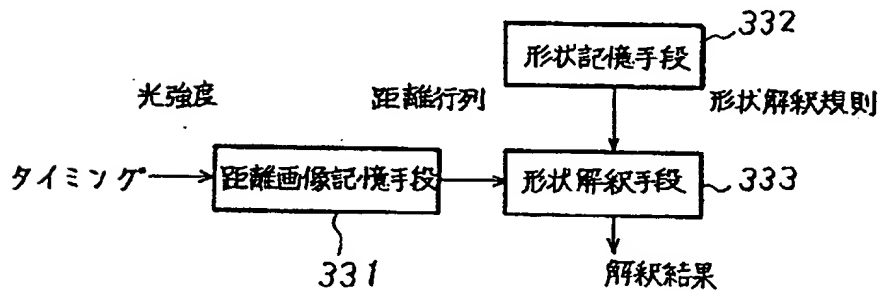 332
形状記憶手段
光強度
距離行列
形状解釈規則
タイミング
距離画像記憶手段
形状解釈手段
333
331
解釈結果